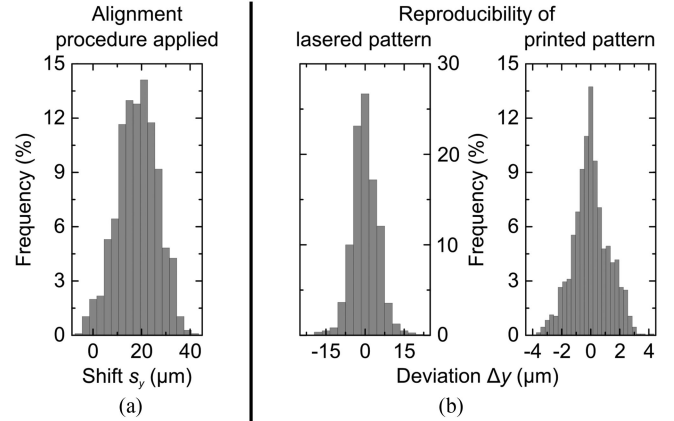 Alignment
procedure applied
Reproducibility of
lasered pattern
printed pattern
15
12
9
6
3
0
Frequency (%)
0 20 40
Shift s_y (µm)
(a)
30
20
10
0
-15 0 15
Frequency (%)
15
12
9
6
3
0
-4 -2 0 2 4
Deviation Δy (µm)
(b)